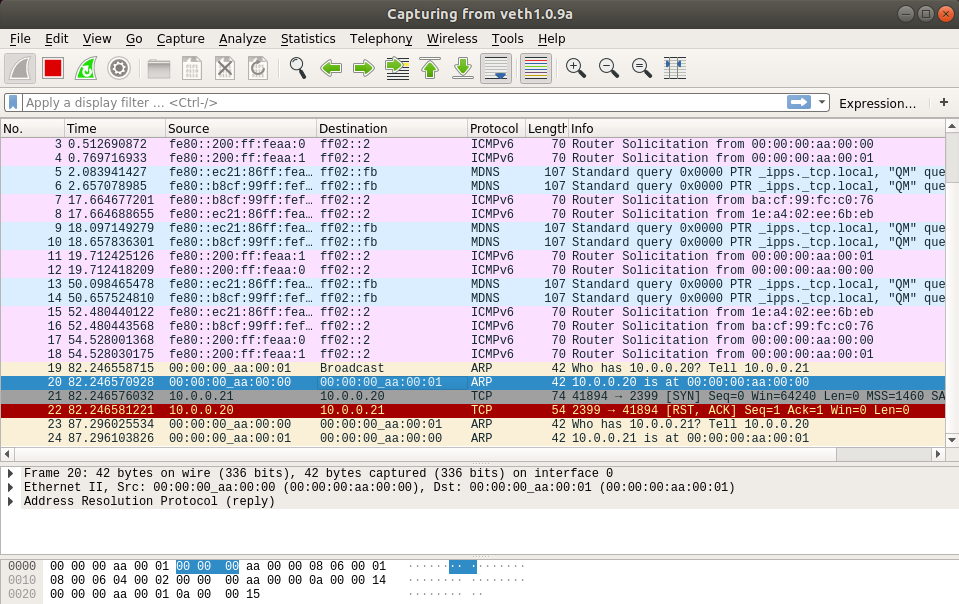 Capturing from veth1.0.9a
File Edit View Go Capture Analyze Statistics Telephony Wireless Tools Help
Apply a display filter ... <Ctrl-/> Expression... +
No. Time Source Destination Protocol Length Info
3 0.512690872 fe80::200:ff:feaa:0 ff02::2 ICMPv6 70 Router Solicitation from 00:00:00:aa:00:00
4 0.769716933 fe80::200:ff:feaa:1 ff02::2 ICMPv6 70 Router Solicitation from 00:00:00:aa:00:01
5 2.083941427 fe80::ec21:86ff:fea… ff02::fb MDNS 107 Standard query 0x0000 PTR _ipps._tcp.local, "QM" que
6 2.657078985 fe80::b8cf:99ff:fef… ff02::fb MDNS 107 Standard query 0x0000 PTR _ipps._tcp.local, "QM" que
7 17.664677201 fe80::b8cf:99ff:fef… ff02::2 ICMPv6 70 Router Solicitation from ba:cf:99:fc:c0:76
8 17.664688655 fe80::ec21:86ff:fea… ff02::2 ICMPv6 70 Router Solicitation from 1e:a4:02:ee:6b:eb
9 18.097149279 fe80::ec21:86ff:fea… ff02::fb MDNS 107 Standard query 0x0000 PTR _ipps._tcp.local, "QM" que
10 18.657836301 fe80::b8cf:99ff:fef… ff02::fb MDNS 107 Standard query 0x0000 PTR _ipps._tcp.local, "QM" que
11 19.712425126 fe80::200:ff:feaa:1 ff02::2 ICMPv6 70 Router Solicitation from 00:00:00:aa:00:01
12 19.712418209 fe80::200:ff:feaa:0 ff02::2 ICMPv6 70 Router Solicitation from 00:00:00:aa:00:00
13 50.098465478 fe80::ec21:86ff:fea… ff02::fb MDNS 107 Standard query 0x0000 PTR _ipps._tcp.local, "QM" que
14 50.657524810 fe80::b8cf:99ff:fef… ff02::fb MDNS 107 Standard query 0x0000 PTR _ipps._tcp.local, "QM" que
15 52.480440122 fe80::ec21:86ff:fea… ff02::2 ICMPv6 70 Router Solicitation from 1e:a4:02:ee:6b:eb
16 52.480443568 fe80::b8cf:99ff:fef… ff02::2 ICMPv6 70 Router Solicitation from ba:cf:99:fc:c0:76
17 54.528001368 fe80::200:ff:feaa:0 ff02::2 ICMPv6 70 Router Solicitation from 00:00:00:aa:00:00
18 54.528030175 fe80::200:ff:feaa:1 ff02::2 ICMPv6 70 Router Solicitation from 00:00:00:aa:00:01
19 82.246558715 00:00:00_aa:00:01 Broadcast ARP 42 Who has 10.0.0.20? Tell 10.0.0.21
20 82.246570928 00:00:00_aa:00:00 00:00:00_aa:00:01 ARP 42 10.0.0.20 is at 00:00:00:aa:00:00
21 82.246576032 10.0.0.21 10.0.0.20 TCP 74 41894 → 2399 [SYN] Seq=0 Win=64240 Len=0 MSS=1460 SA
22 82.246581221 10.0.0.20 10.0.0.21 TCP 54 2399 → 41894 [RST, ACK] Seq=1 Ack=1 Win=0 Len=0
23 87.296025534 00:00:00_aa:00:00 00:00:00_aa:00:01 ARP 42 Who has 10.0.0.21? Tell 10.0.0.20
24 87.296103826 00:00:00_aa:00:01 00:00:00_aa:00:00 ARP 42 10.0.0.21 is at 00:00:00:aa:00:01
Frame 20: 42 bytes on wire (336 bits), 42 bytes captured (336 bits) on interface 0
Ethernet II, Src: 00:00:00_aa:00:00 (00:00:00:aa:00:00), Dst: 00:00:00_aa:00:01 (00:00:00:aa:00:01)
Address Resolution Protocol (reply)
0000 00 00 00 aa 00 01 00 00 00 aa 00 00 08 06 00 01 ········ ········
0010 08 00 06 04 00 02 00 00 00 aa 00 00 0a 00 00 14 ········ ········
0020 00 00 00 aa 00 01 0a 00 00 15 ········ ··